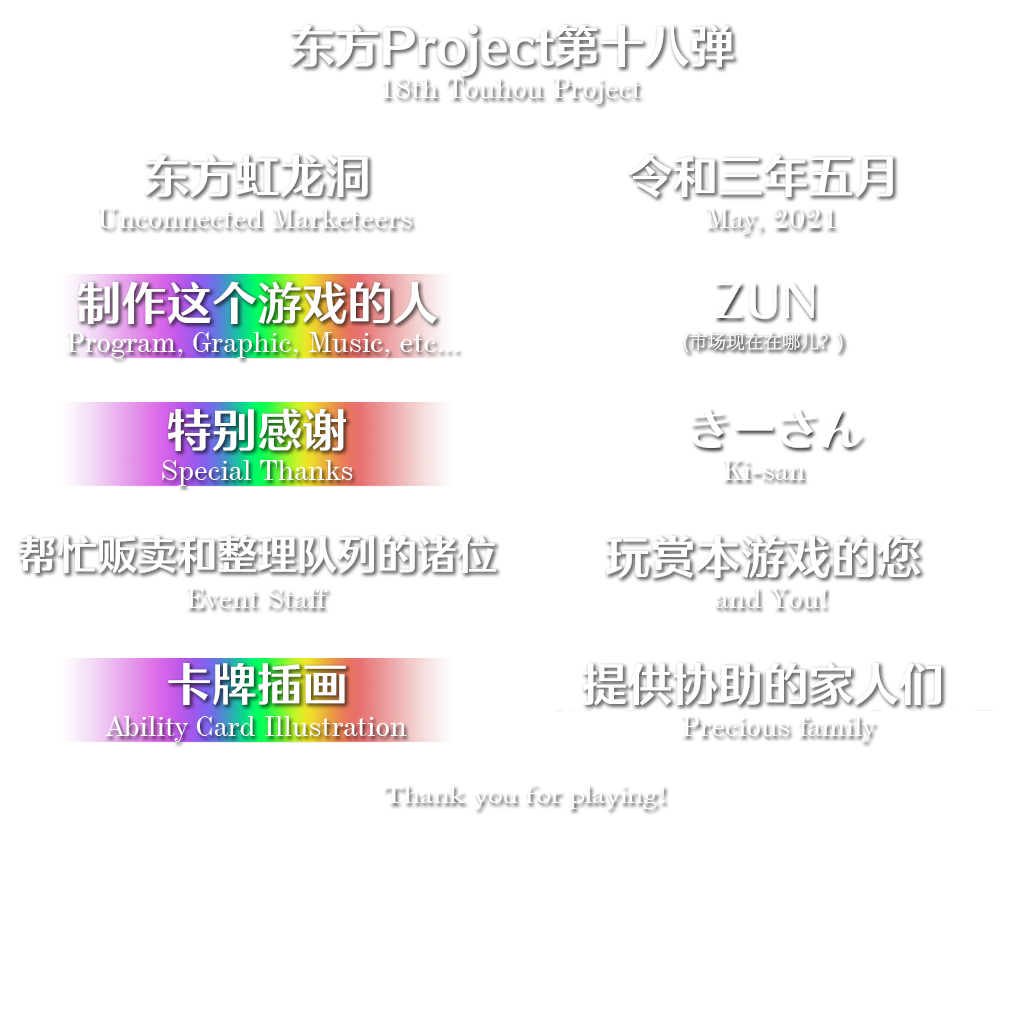 东方Project第十八弹
18th Touhou Project
东方虹龙洞
Unconnected Marketeers
令和三年五月
May, 2021
制作这个游戏的人
Program, Graphic, Music, etc...
ZUN
(市场现在在哪儿？)
特别感谢
Special Thanks
きーさん
Ki-san
帮忙贩卖和整理队列的诸位
Event Staff
玩赏本游戏的您
and You!
卡牌插画
Ability Card Illustration
提供协助的家人们
Precious family
Thank you for playing!